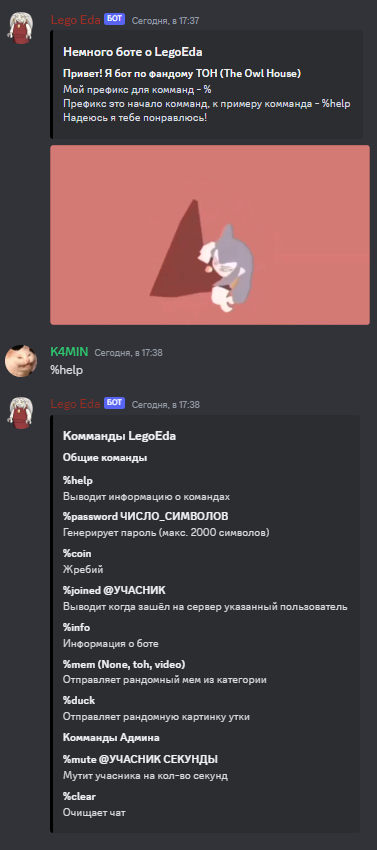 Lego Eda БОТ Сегодня, в 17:37
Немного боте о LegoEda
Привет! Я бот по фандому ТОН (The Owl House)
Мой префикс для комманд - %
Префикс это начало команд, к примеру комманда - %help
Надеюсь я тебе понравлюсь!
K4MIN Сегодня, в 17:38
%help
Lego Eda БОТ Сегодня, в 17:38
Комманды LegoEda
Общие команды
%help
Выводит информацию о командах
%password ЧИСЛО_СИМВОЛОВ
Генерирует пароль (макс. 2000 символов)
%coin
Жребий
%joined @УЧАСНИК
Выводит когда зашёл на сервер указанный пользователь
%info
Информация о боте
%mem (None, toh, video)
Отправляет рандомный мем из категории
%duck
Отправляет рандомную картинку утки
Комманды Админа
%mute @УЧАСНИК СЕКУНДЫ
Мутит учасника на кол-во секунд
%clear
Очищает чат